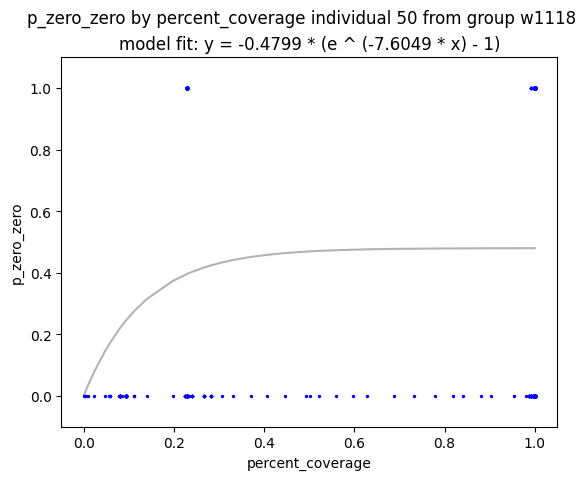 p_zero_zero by percent_coverage individual 50 from group w1118
model fit: y = -0.4799 * (e ^ (-7.6049 * x) - 1)
1.0
0.8
0.6
0.4
0.2
0.0
p_zero_zero
0.0 0.2 0.4 0.6 0.8 1.0
percent_coverage